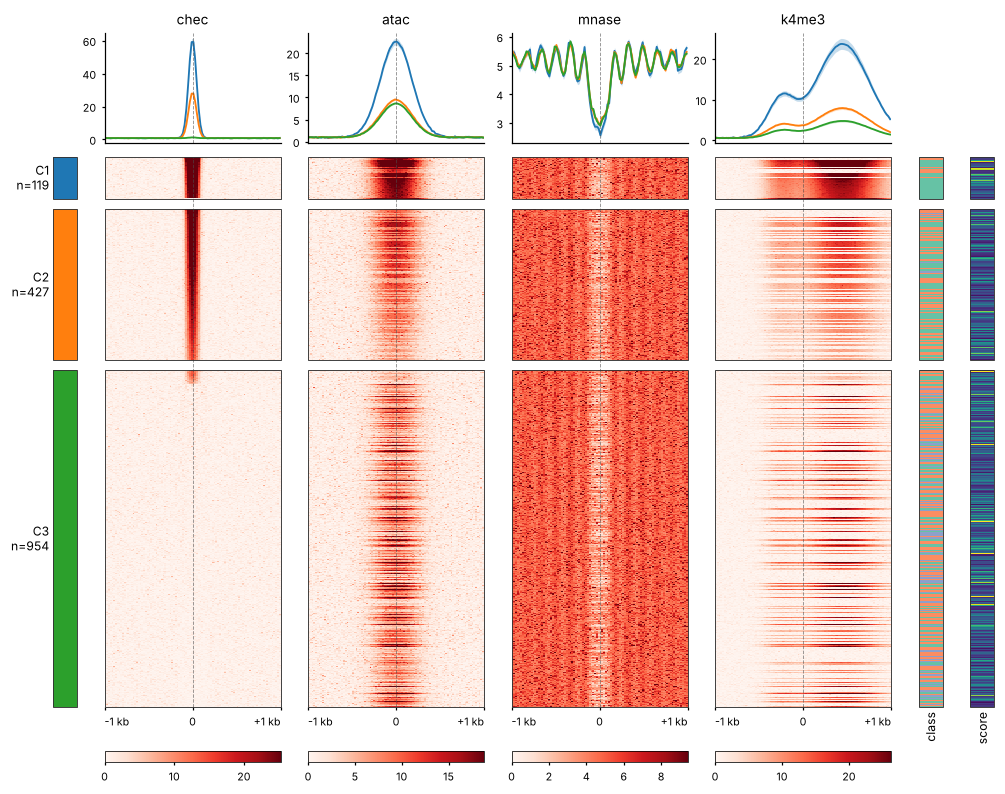 chec atac mnase k4me3
60 40 20 0
20 15 10 5 0
6 5 4 3
20 10 0
C1
n=119
C2
n=427
C3
n=954
-1 kb 0 +1 kb -1 kb 0 +1 kb -1 kb 0 +1 kb -1 kb 0 +1 kb
class score
0 10 20 0 5 10 15 0 2 4 6 8 0 10 20